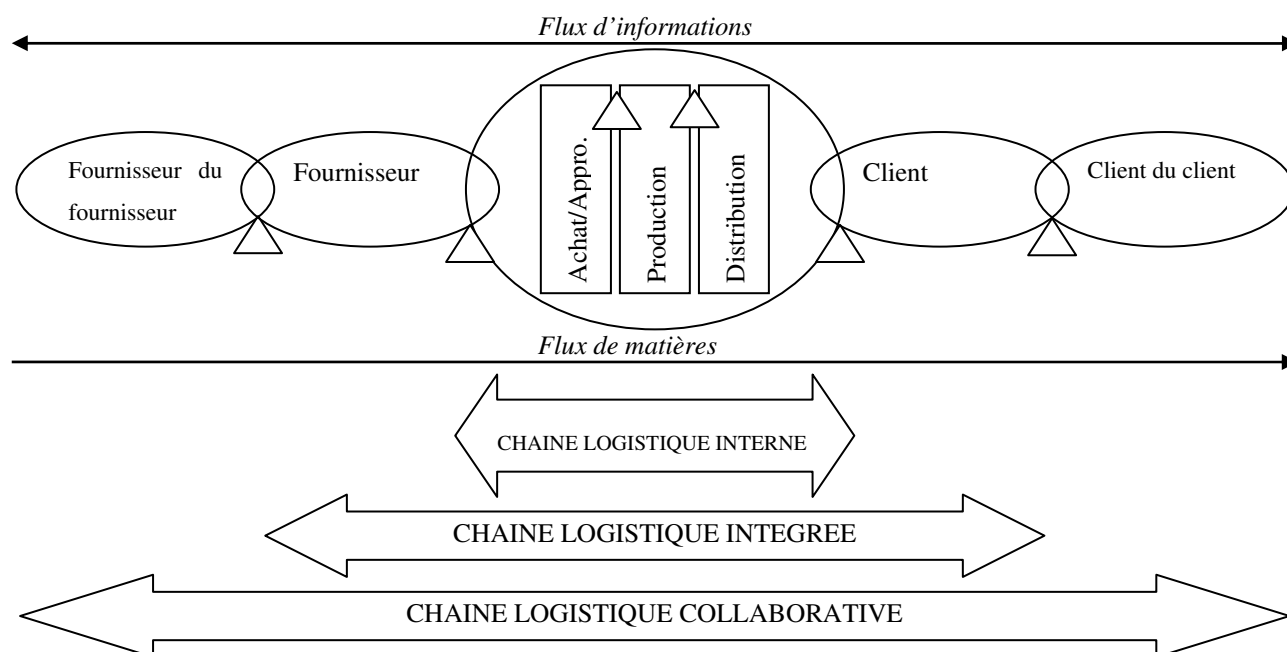 Flux d'informations
Fournisseur du
fournisseur
Fournisseur
Achat/Appro.
Production
Distribution
Client
Client du client
Flux de matières
CHAINE LOGISTIQUE INTERNE
CHAINE LOGISTIQUE INTEGREE
CHAINE LOGISTIQUE COLLABORATIVE